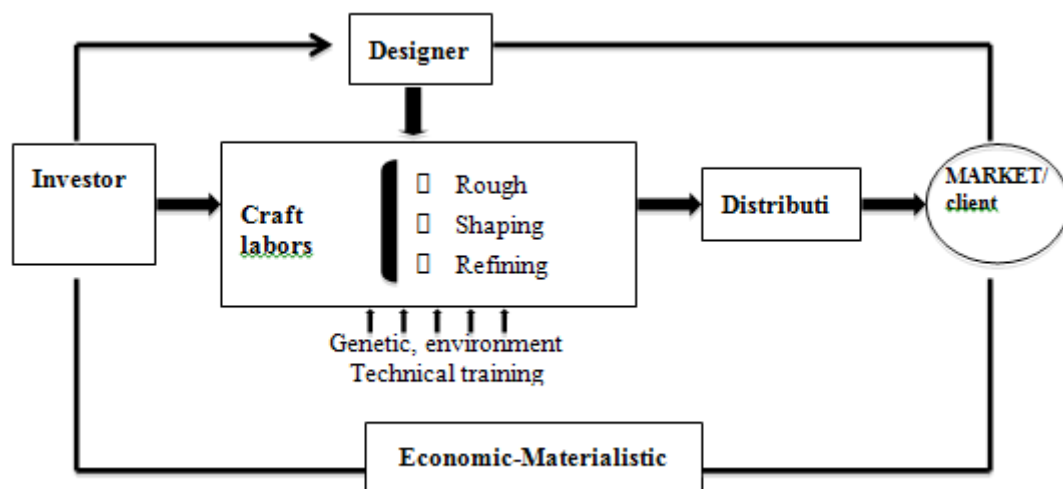 Designer
Investor
Craft
labors
Rough
Shaping
Refining
Distributi
MARKET/
client
Genetic, environment
Technical training
Economic-Materialistic